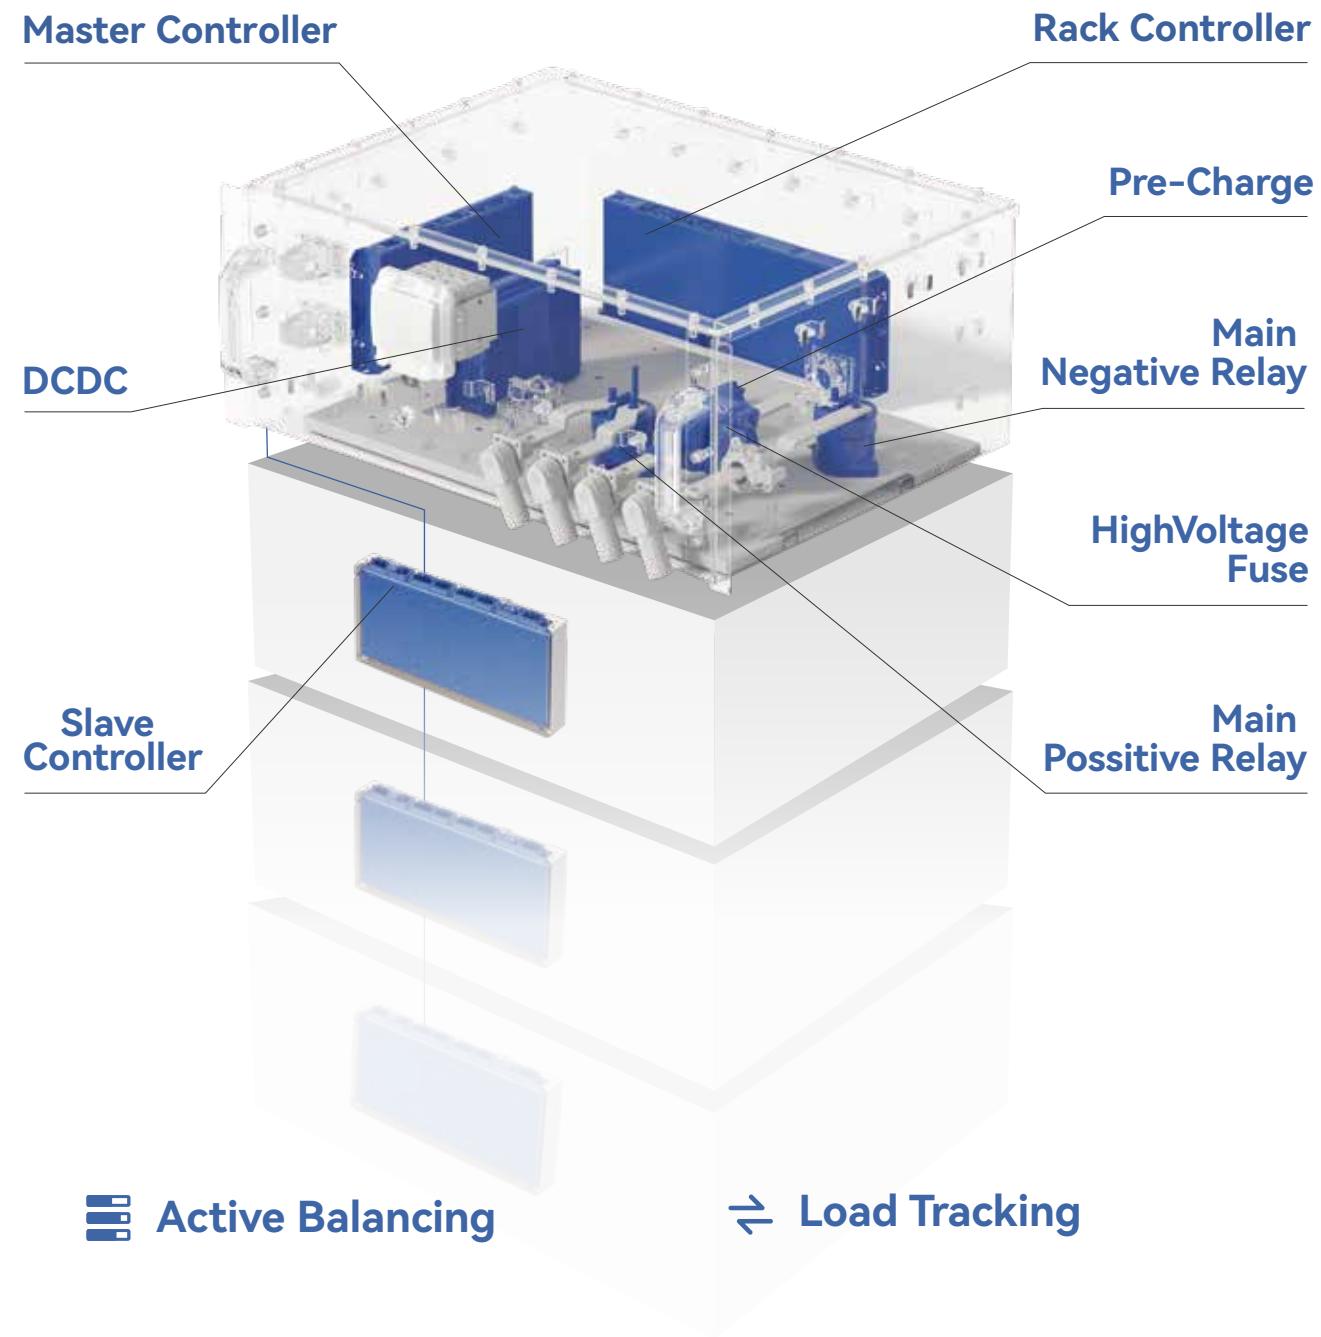 Master Controller
Rack Controller
Pre-Charge
Main
Negative Relay
DCDC
HighVoltage
Fuse
Slave
Controller
Main
Possitive Relay
Active Balancing
Load Tracking